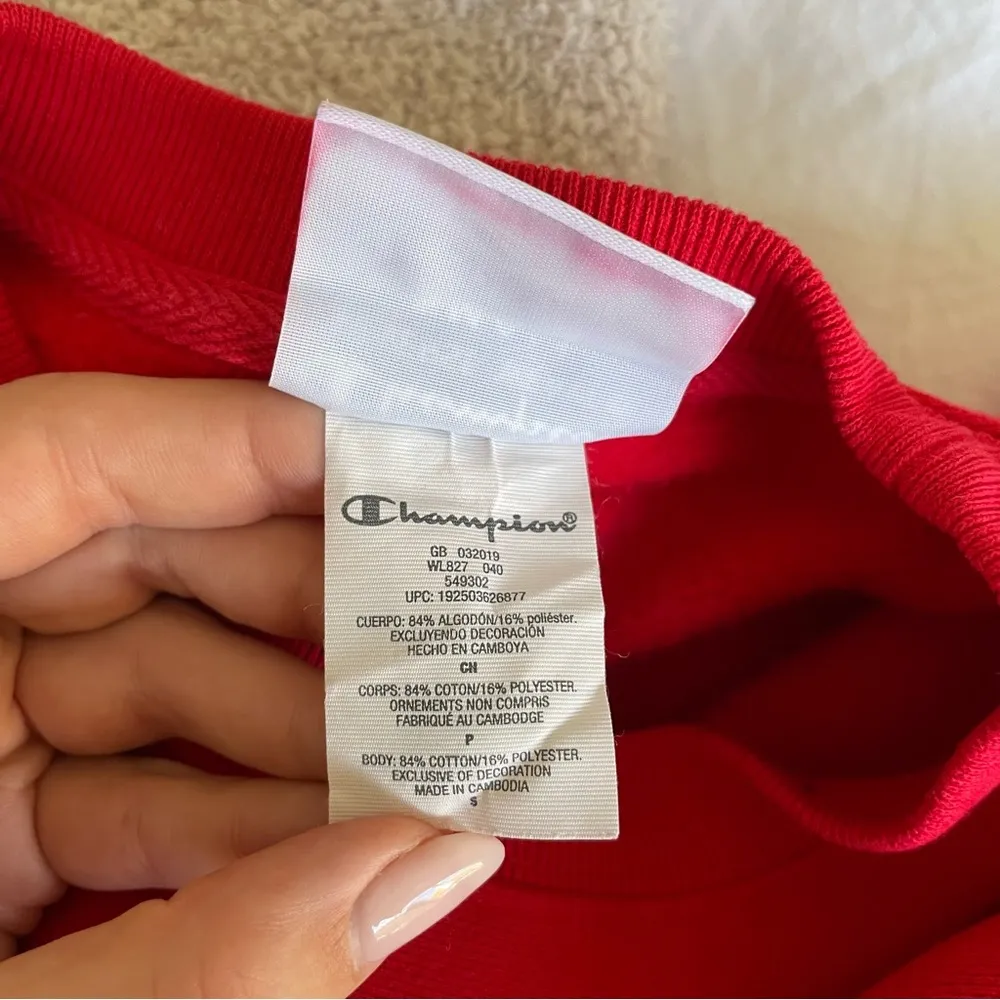 Champion®
GB 032019
WL827 040
549302
UPC: 192503626877
CUERPO: 84% ALGODÓN/16% poliéster.
EXCLUYENDO DECORACIÓN
HECHO EN CAMBOYA
CH
CORPS: 84% COTON/16% POLYESTER.
ORNEMENTS NON COMPRIS
FABRIQUÉ AU CAMBODGE
P
BODY: 84% COTTON/16% POLYESTER.
EXCLUSIVE OF DECORATION
MADE IN CAMBODIA
S